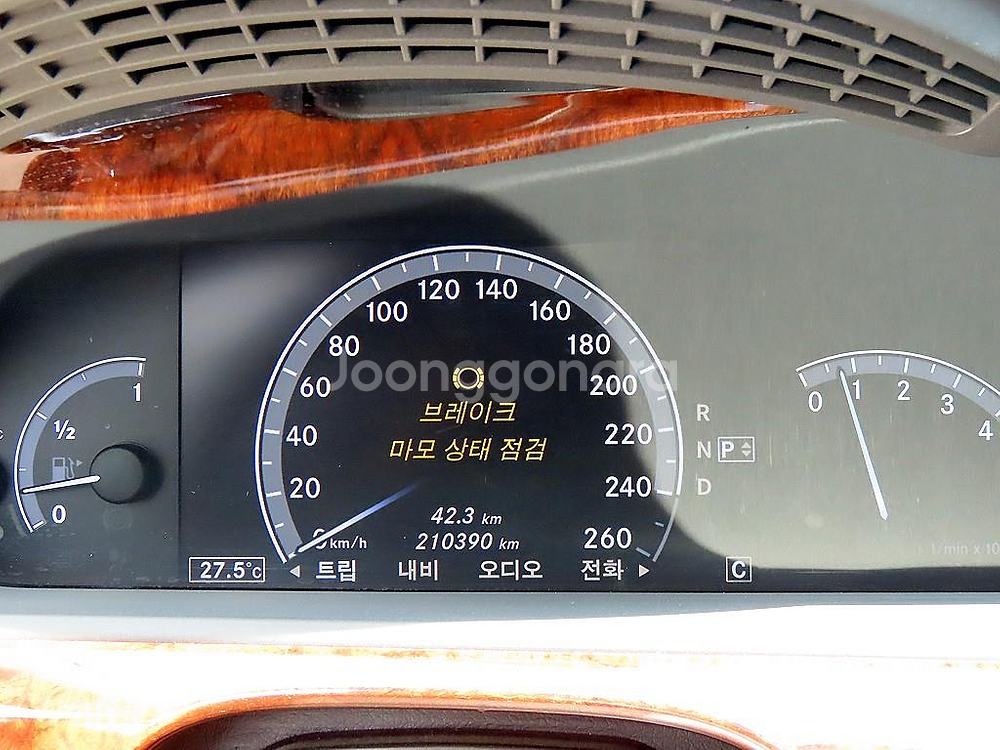 120 140
100 160
80 180
Joonggonara
60 200
1
0 1 2 3 4
브레이크
R
½
40 220
마모 상태 점검
N P
20 240
D
0
42.3 km
km/h 210390 km 260
27.5°C ◀ 트립 내비 오디오 전화 ▶ C